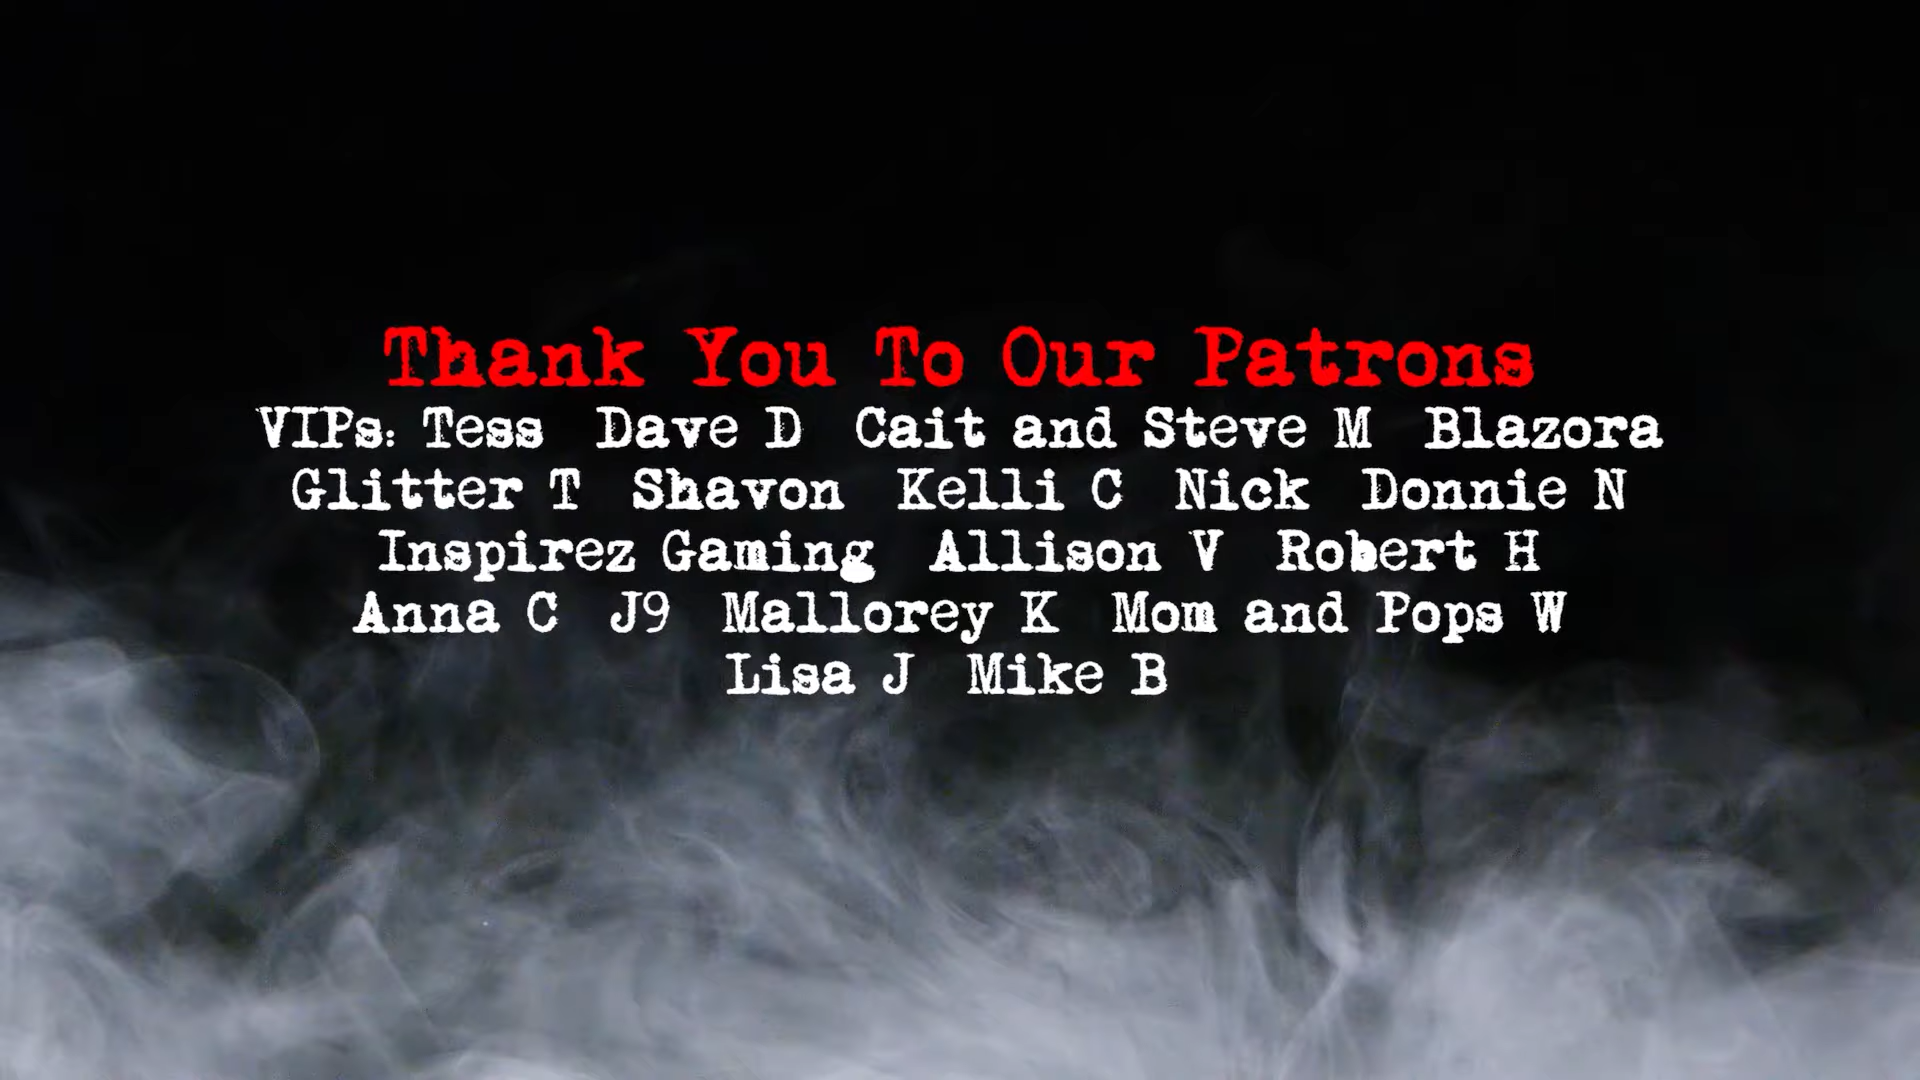 Thank You To Our Patrons
VIPs: Tess Dave D Cait and Steve M Blazora
Glitter T Shavon Kelli C Nick Donnie N
Inspirez Gaming Allison V Robert H
Anna C J9 Mallorey K Mom and Pops W
Lisa J Mike B